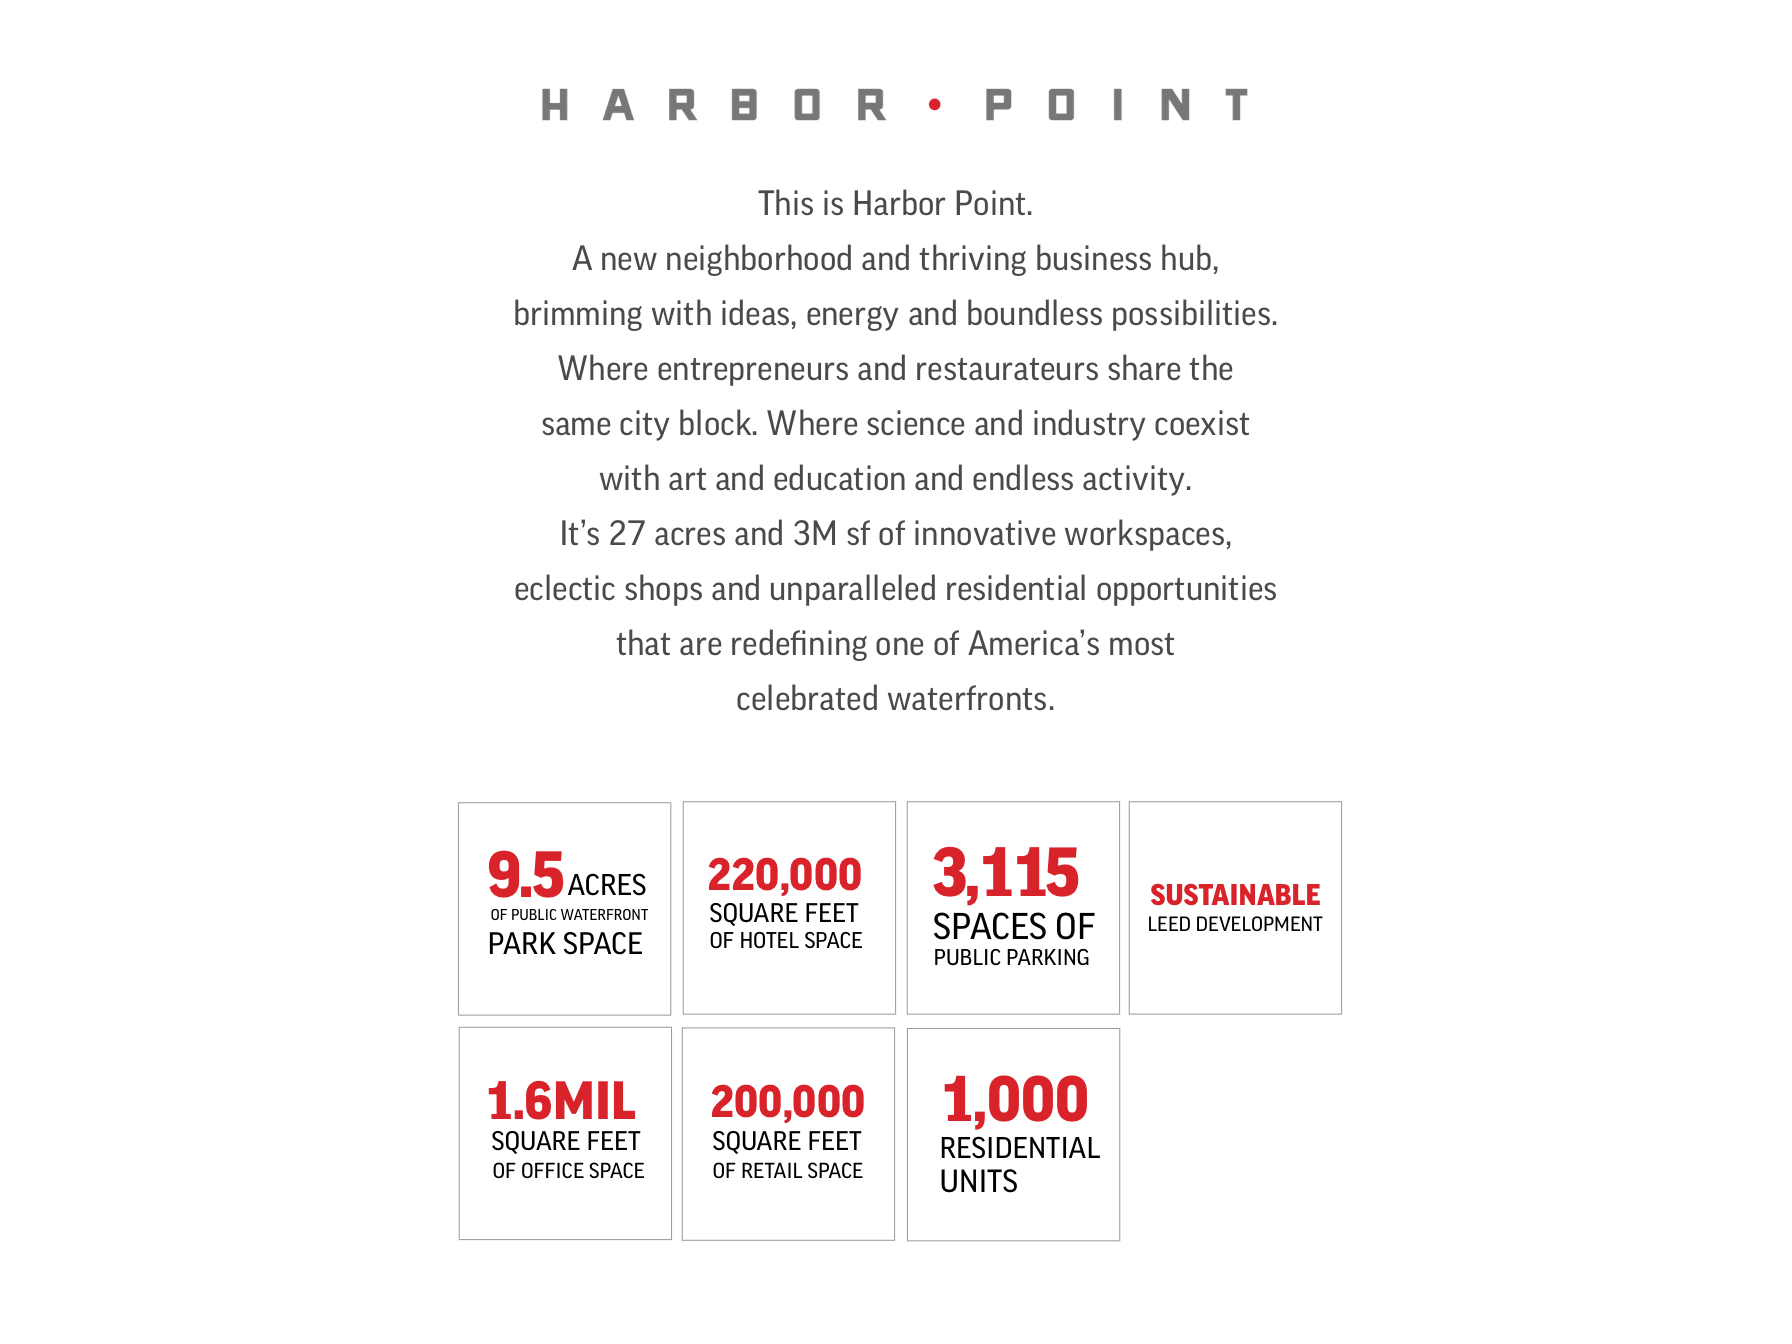 HARBOR • POINT
This is Harbor Point.
A new neighborhood and thriving business hub,
brimming with ideas, energy and boundless possibilities.
Where entrepreneurs and restaurateurs share the
same city block. Where science and industry coexist
with art and education and endless activity.
It’s 27 acres and 3M sf of innovative workspaces,
eclectic shops and unparalleled residential opportunities
that are redefining one of America’s most
celebrated waterfronts.
9.5 ACRES
OF PUBLIC WATERFRONT
PARK SPACE
220,000
SQUARE FEET
OF HOTEL SPACE
3,115
SPACES OF
PUBLIC PARKING
SUSTAINABLE
LEED DEVELOPMENT
1.6MIL
SQUARE FEET
OF OFFICE SPACE
200,000
SQUARE FEET
OF RETAIL SPACE
1,000
RESIDENTIAL
UNITS